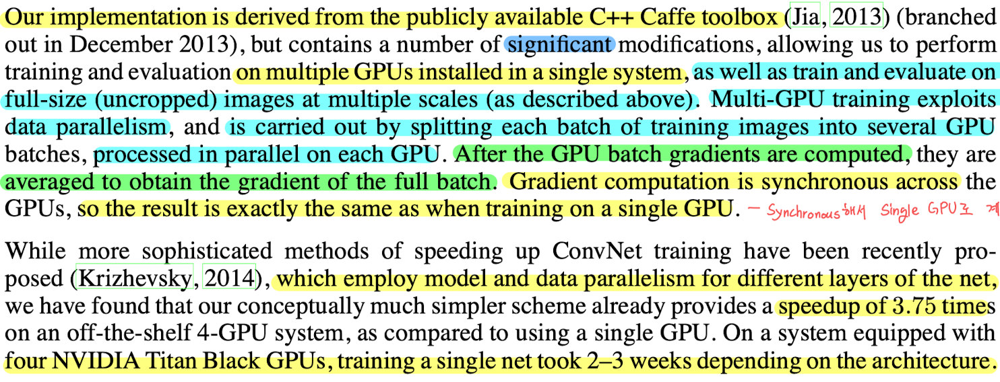 Our implementation is derived from the publicly available C++ Caffe toolbox (Jia, 2013) (branched
out in December 2013), but contains a number of significant modifications, allowing us to perform
training and evaluation on multiple GPUs installed in a single system, as well as train and evaluate on
full-size (uncropped) images at multiple scales (as described above). Multi-GPU training exploits
data parallelism, and is carried out by splitting each batch of training images into several GPU
batches, processed in parallel on each GPU. After the GPU batch gradients are computed, they are
averaged to obtain the gradient of the full batch. Gradient computation is synchronous across the
GPUs, so the result is exactly the same as when training on a single GPU. – Synchronous해서 Single GPU로 계
While more sophisticated methods of speeding up ConvNet training have been recently pro-
posed (Krizhevsky, 2014), which employ model and data parallelism for different layers of the net,
we have found that our conceptually much simpler scheme already provides a speedup of 3.75 times
on an off-the-shelf 4-GPU system, as compared to using a single GPU. On a system equipped with
four NVIDIA Titan Black GPUs, training a single net took 2–3 weeks depending on the architecture.